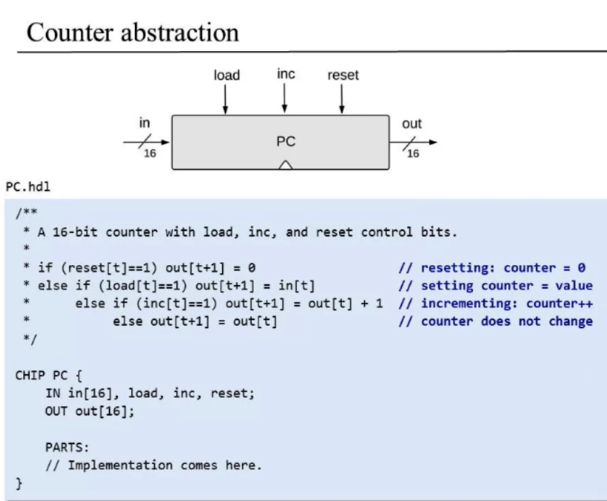 Counter abstraction
load inc reset
in
16
PC
out
16
PC.hdl
/**
* A 16-bit counter with load, inc, and reset control bits.
*
* if (reset[t]==1) out[t+1] = 0 // resetting: counter = 0
* else if (load[t]==1) out[t+1] = in[t] // setting counter = value
* else if (inc[t]==1) out[t+1] = out[t] + 1 // incrementing: counter++
* else out[t+1] = out[t] // counter does not change
*/
CHIP PC {
IN in[16], load, inc, reset;
OUT out[16];
PARTS:
// Implementation comes here.
}